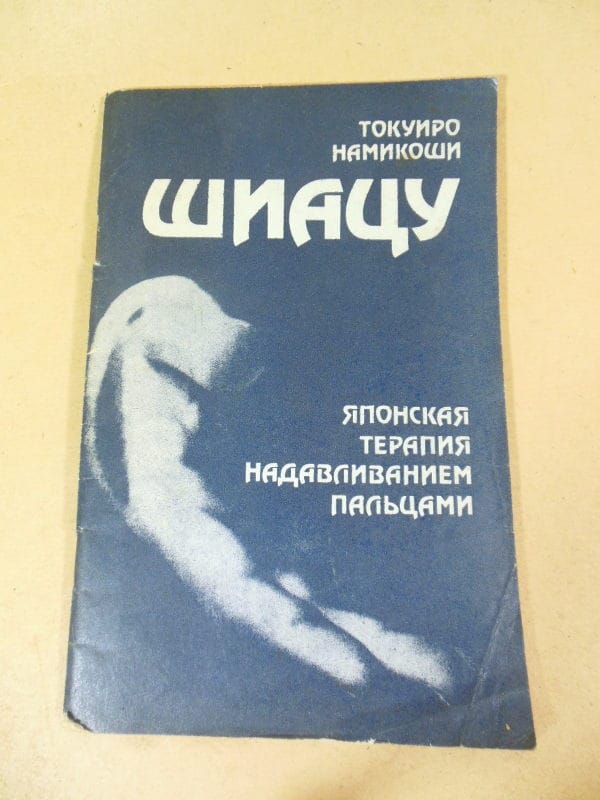 ТОКУИРО
НАМИКОШИ
ШИАЦУ
ЯПОНСКАЯ
ТЕРАПИЯ
НАДАВЛИВАНИЕМ
ПАЛЬЦАМИ